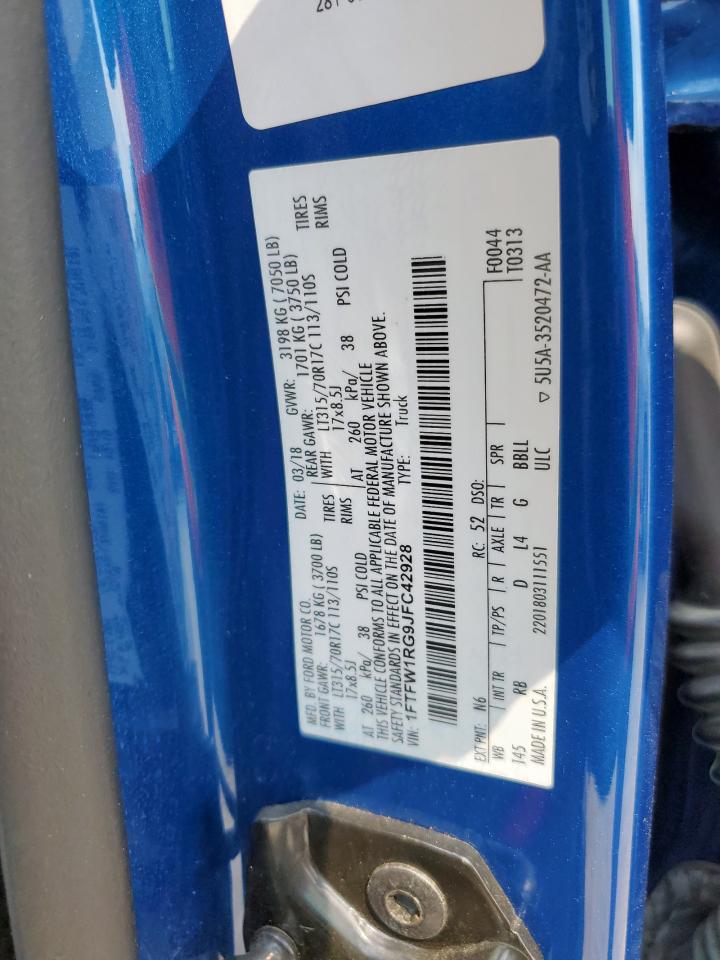 187
MFD. BY FORD MOTOR CO.
DATE: 03/18 GVWR: 3198 KG ( 7050 LB)
FRONT GAWR: 1678 KG ( 3700 LB) REAR GAWR: 1701 KG ( 3750 LB)
WITH LT315/70R17C 113/110S TIRES WITH LT315/70R17C 113/110S TIRES
17x8.5J RIMS 17x8.5J RIMS
AT 260 kPa/ 38 PSI COLD AT 260 kPa/ 38 PSI COLD
THIS VEHICLE CONFORMS TO ALL APPLICABLE FEDERAL MOTOR VEHICLE
SAFETY STANDARDS IN EFFECT ON THE DATE OF MANUFACTURE SHOWN ABOVE.
VIN: 1FTFW1RG9JFC42928 TYPE: Truck
EXT PNT: N6 RC: 52 DSO: F0044
WB INT TR TP/PS R AXLE TR SPR T0313
145 RB D L4 G BBLL
MADE IN U.S.A. 2201803111551 ULC ▽ 5U5A-3520472-AA